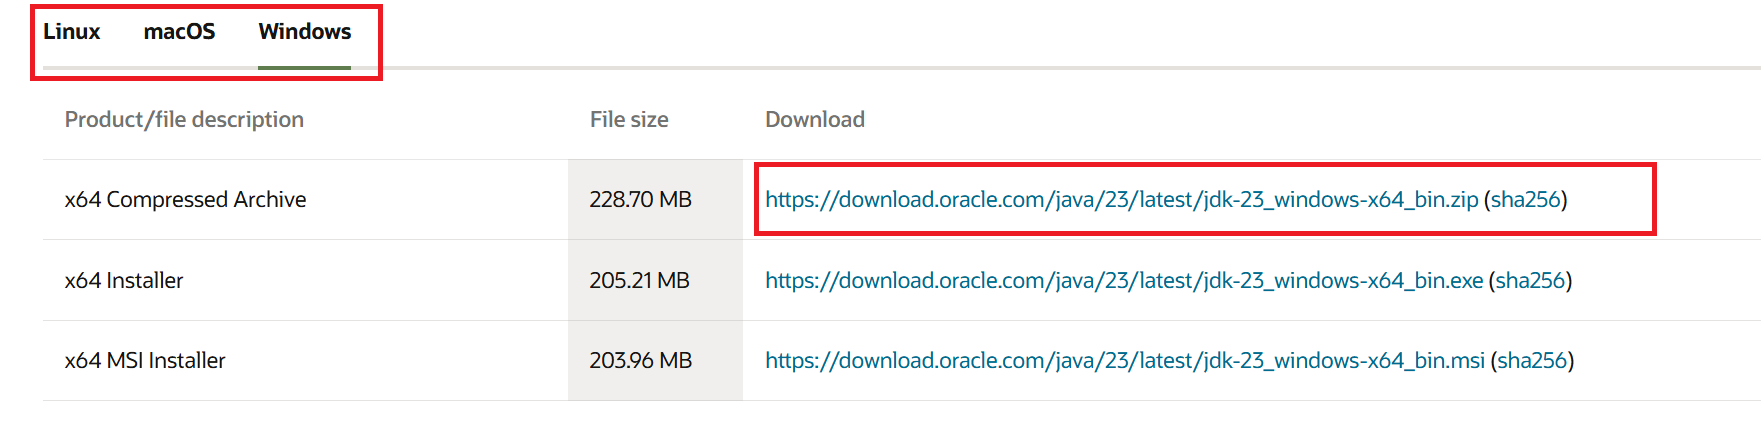 Linux macOS Windows
Product/file description File size Download
x64 Compressed Archive 228.70 MB https://download.oracle.com/java/23/latest/jdk-23_windows-x64_bin.zip (sha256)
x64 Installer 205.21 MB https://download.oracle.com/java/23/latest/jdk-23_windows-x64_bin.exe (sha256)
x64 MSI Installer 203.96 MB https://download.oracle.com/java/23/latest/jdk-23_windows-x64_bin.msi (sha256)